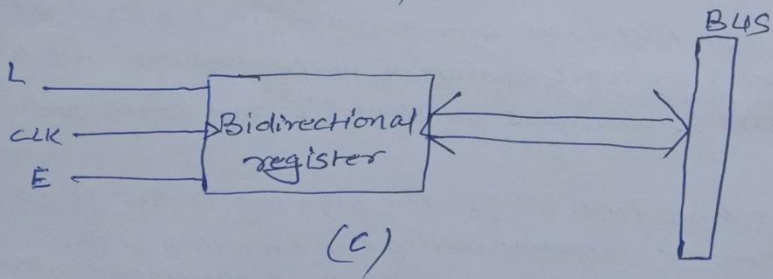 BUS
L
CLK
E
Bidirectional
register
(C)